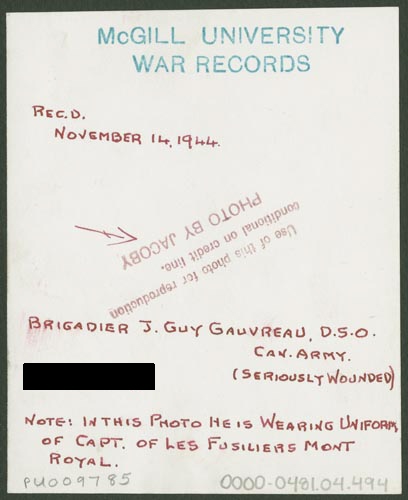 McGILL UNIVERSITY
WAR RECORDS
REC.D.
NOVEMBER 14, 1944.
Use of this photo for reproduction
conditional on credit line.
PHOTO BY JACOBY
BRIGADIER J. GUY GAUVREAU, D.S.O.
CAN. ARMY.
(SERIOUSLY WOUNDED)
NOTE: IN THIS PHOTO HE IS WEARING UNIFORM
OF CAPT. OF LES FUSILIERS MONT
ROYAL.
PU009785
0000-0481.04.494